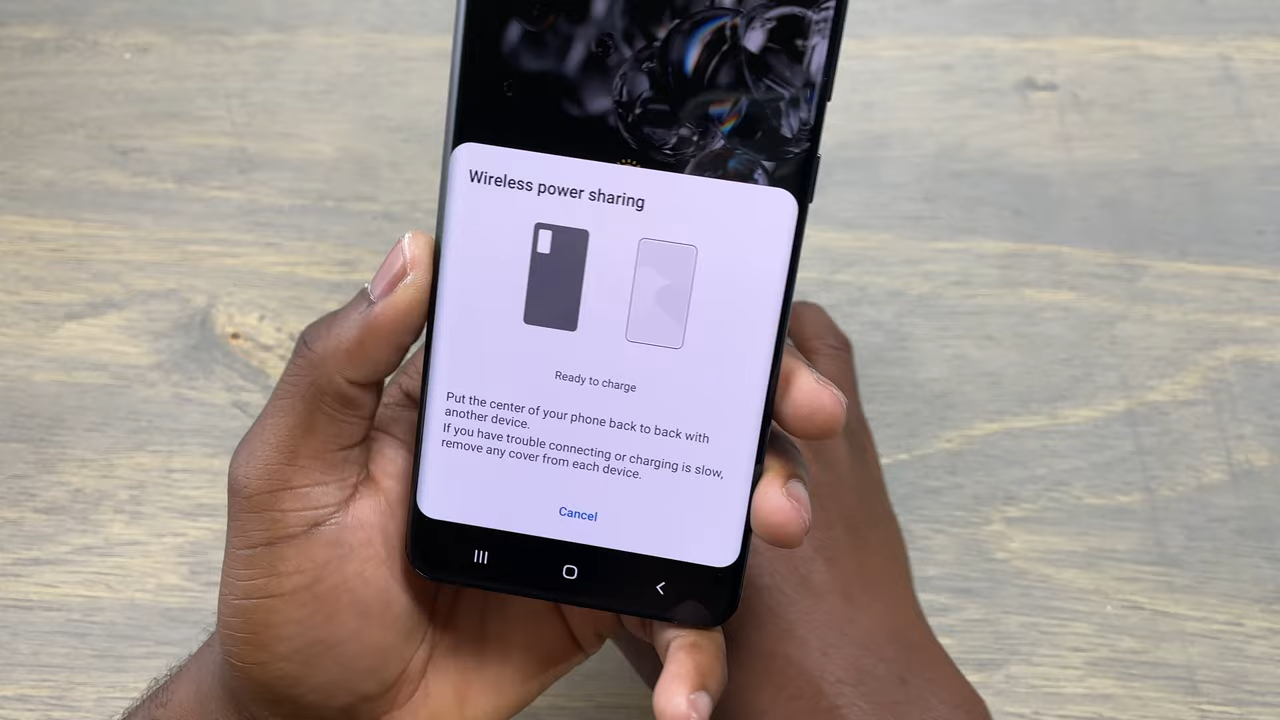 Wireless power sharing
Ready to charge
Put the center of your phone back to back with
another device.
If you have trouble connecting or charging is slow,
remove any cover from each device.
Cancel